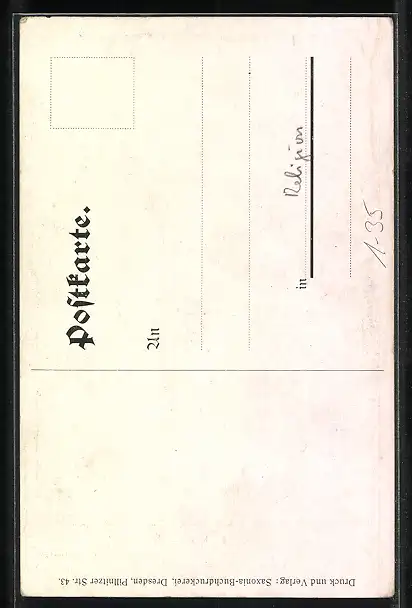 Postkarte.
An
in
Religion
1-35
Druck und Verlag: Saxonia-Buchdruckerei, Dresden, Pillnitzer Str. 43.